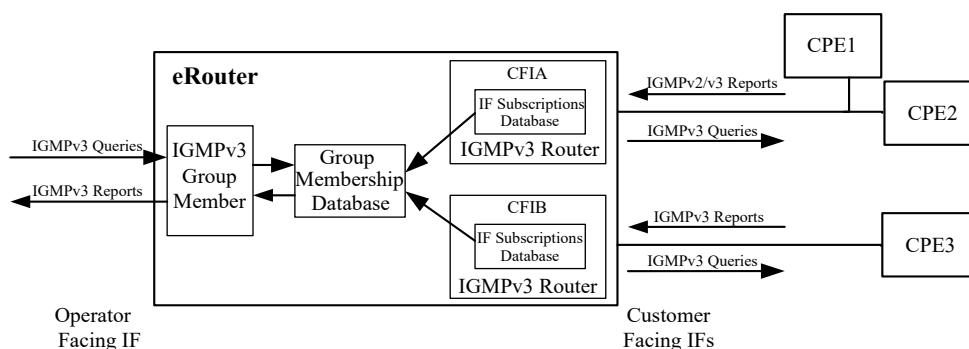 CPE1
eRouter
CFIA
IGMPv2/v3 Reports
IF Subscriptions
Database
CPE2
IGMPv3 Queries
IGMPv3
Group
Member
Group
Membership
Database
IGMPv3 Router
IGMPv3 Queries
IGMPv3 Reports
CFIB
IGMPv3 Reports
IF Subscriptions
Database
CPE3
IGMPv3 Router
IGMPv3 Queries
Operator
Facing IF
Customer
Facing IFs